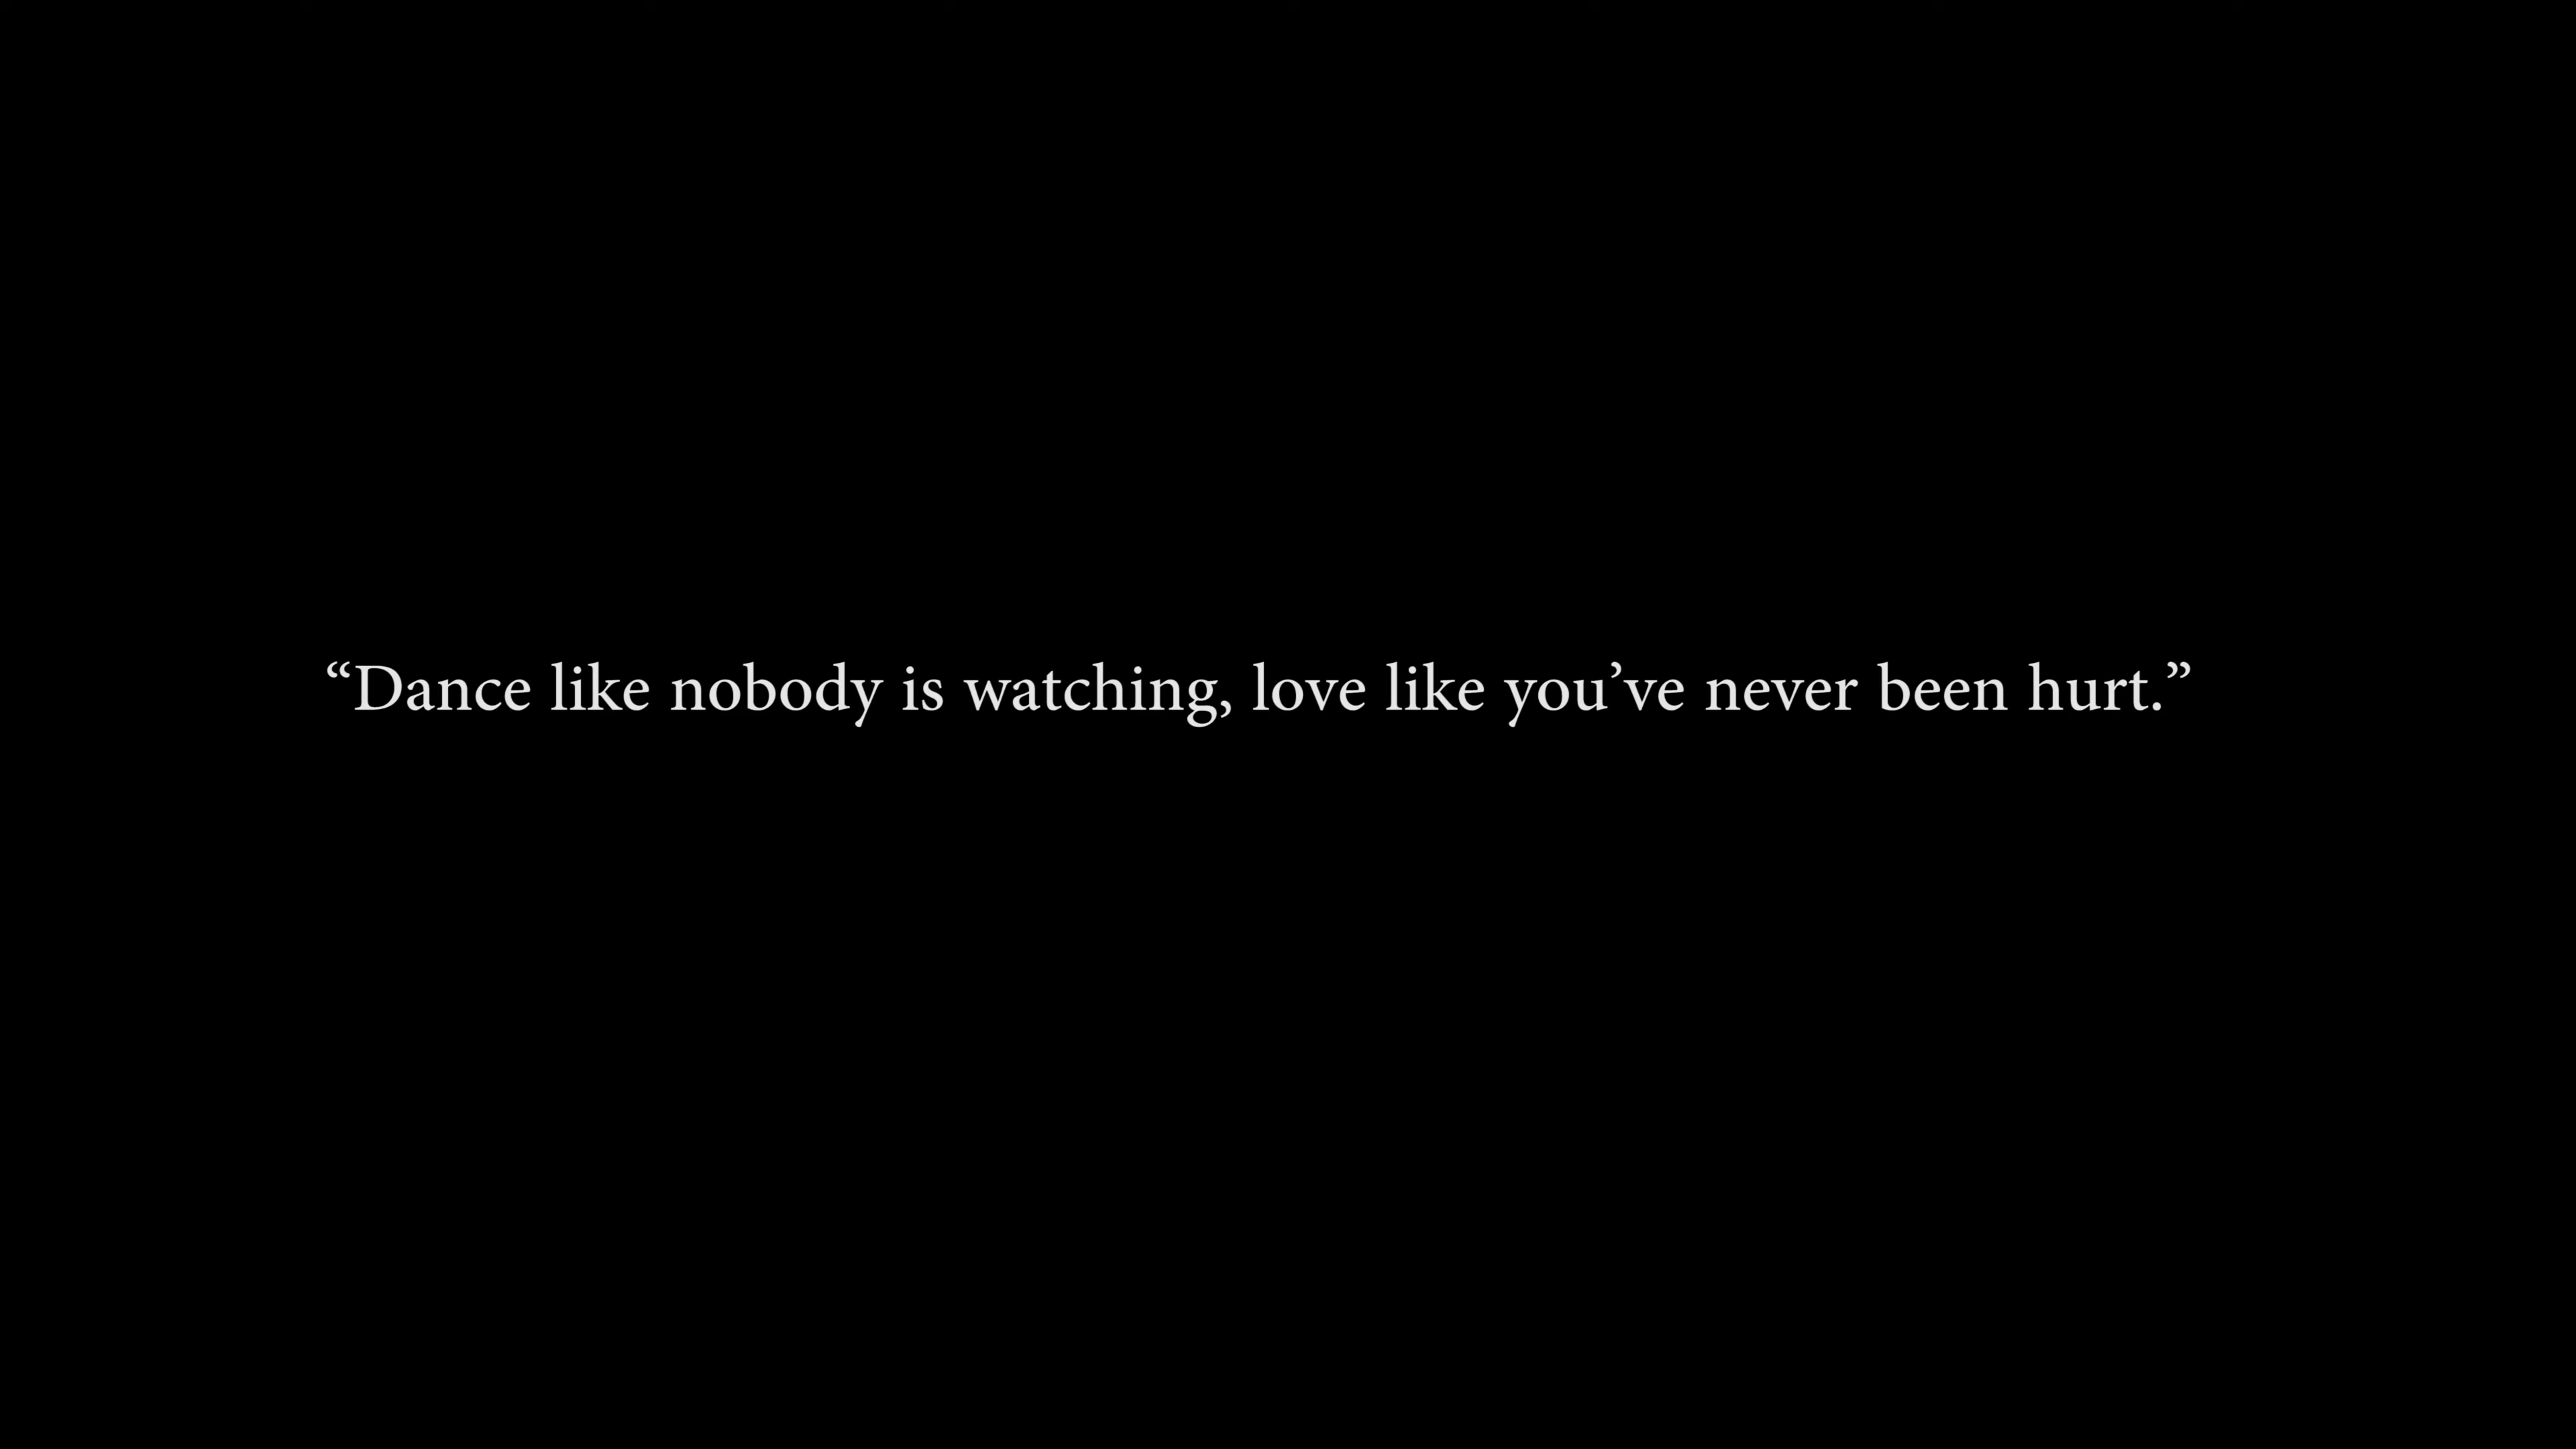 “Dance like nobody is watching, love like you’ve never been hurt.”